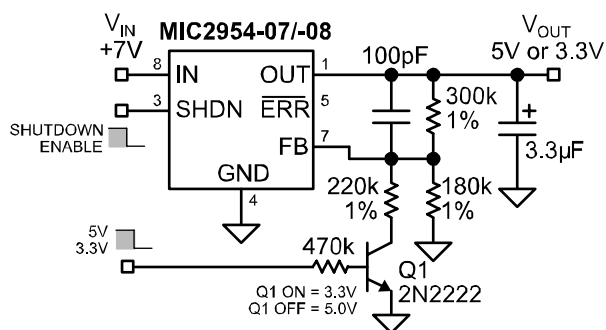 VIN
+7V
MIC2954-07/-08
VOUT
5V or 3.3V
100pF
8
IN
OUT
1
3
SHDN
ERR
5
300k
1%
+
SHUTDOWN
ENABLE
FB
7
3.3µF
GND
4
220k
1%
180k
1%
5V
3.3V
470k
Q1
2N2222
Q1 ON = 3.3V
Q1 OFF = 5.0V